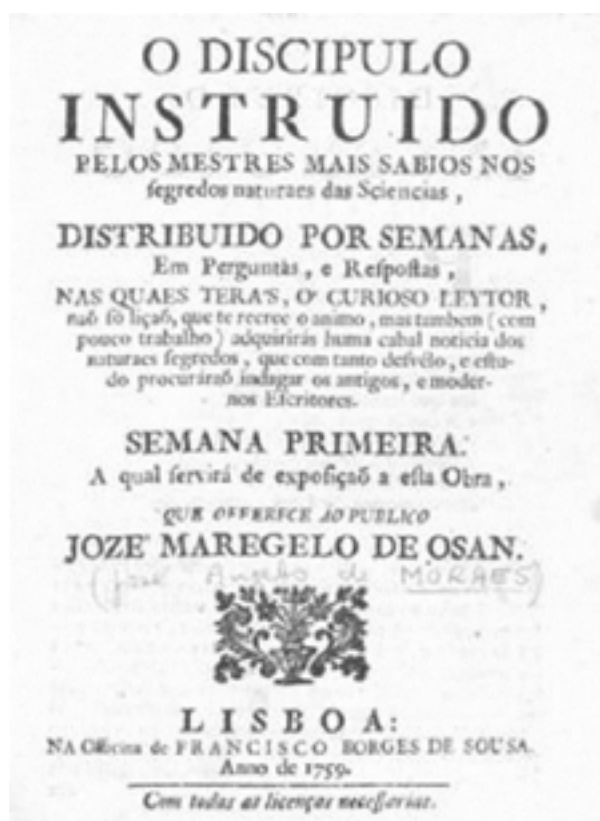 O DISCIPULO
INSTRUIDO
PELOS MESTRES MAIS SABIOS NOS
ſegredos naturaes das Sciencias ,
DISTRIBUIDO POR SEMANAS,
Em Perguntas , e Reſpoſtas ,
NAS QUAES TERA'S, O' CURIOSO LEYTOR ,
naõ ſó liçaõ, que te recree o animo , mas tambem ( com
pouco trabalho ) adquirirás huma cabal noticia dos
naturaes ſegredos , que com tanto deſvélo , e eſtu-
do procuráraõ indagar os antigos , e moder-
nos Eſcritores.
SEMANA PRIMEIRA.
A qual ſervirá de expoſiçaõ a eſta Obra ,
QUE OFFERECE AO PUBLICO
JOZE' MAREGELO DE OSAN.
(José Angelo de MORAES)
LISBOA:
NA Officina de FRANCISCO BORGES DE SOUSA.
Anno de 1759.
Com todas as licenças neceſſarias.